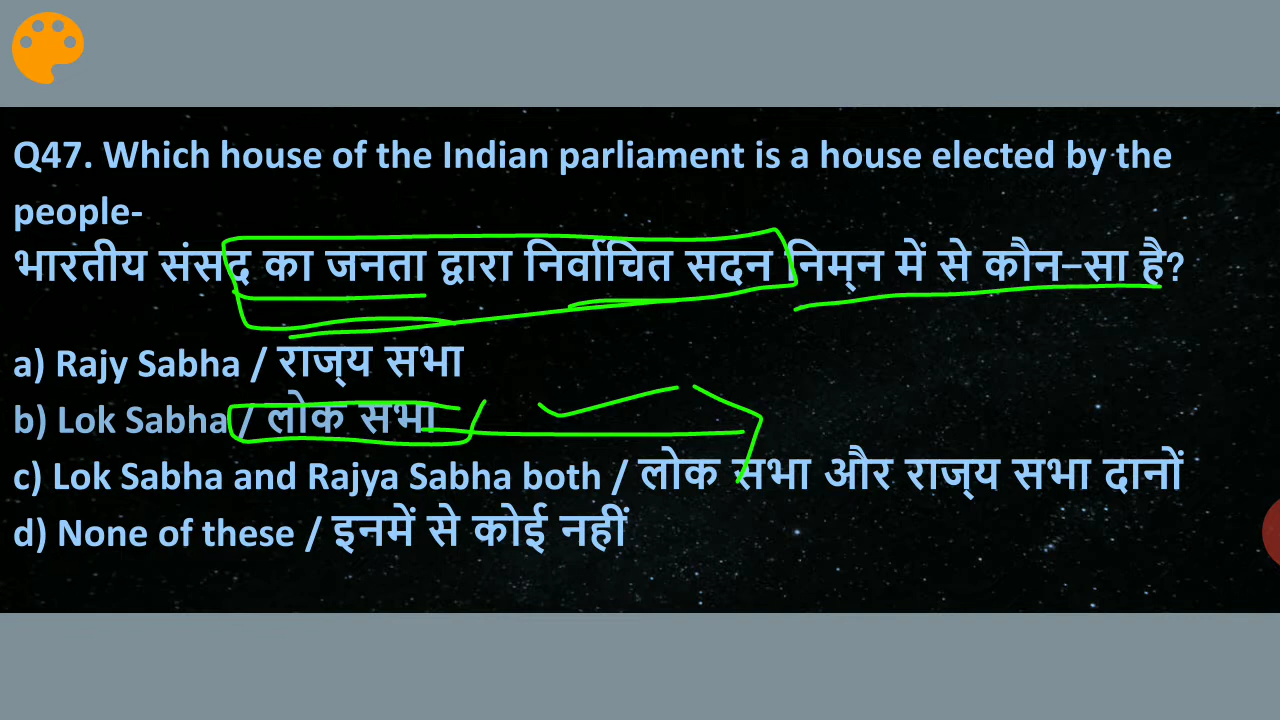 Q47. Which house of the Indian parliament is a house elected by the
people-
भारतीय संसद का जनता द्वारा निर्वाचित सदन निम्‍न में से कौन–सा है?
a) Rajy Sabha / राज्‍य सभा
b) Lok Sabha / लोक सभा
c) Lok Sabha and Rajya Sabha both / लोक सभा और राज्‍य सभा दानों
d) None of these / इनमें से कोई नहीं